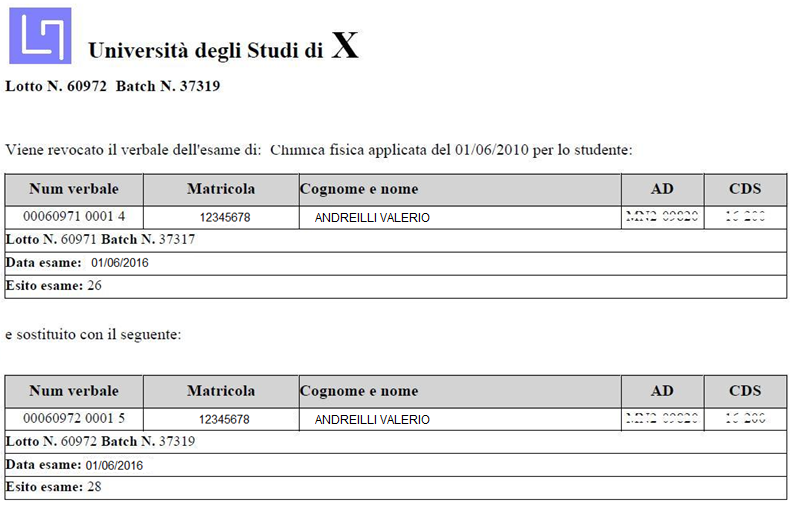 Università degli Studi di X
Lotto N. 60972 Batch N. 37319
Viene revocato il verbale dell'esame di: Chimica fisica applicata del 01/06/2010 per lo studente:
Num verbale Matricola Cognome e nome AD CDS
00060971 0001 4 12345678 ANDREILLI VALERIO
Lotto N. 60971 Batch N. 37317
Data esame: 01/06/2016
Esito esame: 26
e sostituito con il seguente:
Num verbale Matricola Cognome e nome AD CDS
00060972 0001 5 12345678 ANDREILLI VALERIO
Lotto N. 60972 Batch N. 37319
Data esame: 01/06/2016
Esito esame: 28